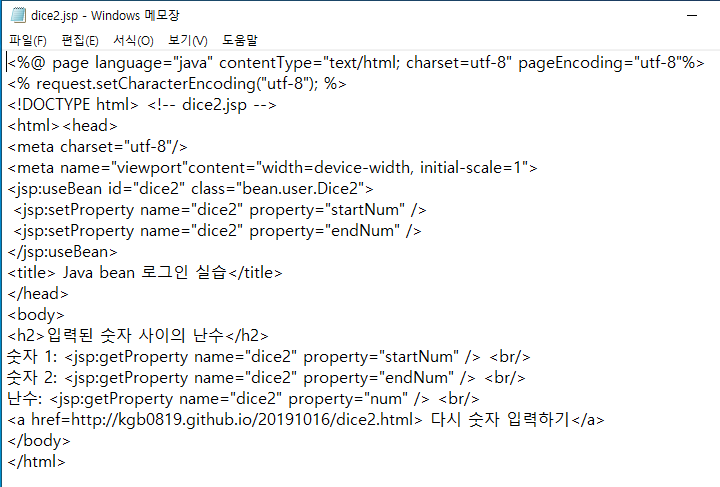 dice2.jsp - Windows 메모장
파일(F) 편집(E) 서식(O) 보기(V) 도움말
<%@ page language="java" contentType="text/html; charset=utf-8" pageEncoding="utf-8"%>
<% request.setCharacterEncoding("utf-8"); %>
<!DOCTYPE html> <!-- dice2.jsp -->
<html><head>
<meta charset="utf-8"/>
<meta name="viewport"content="width=device-width, initial-scale=1">
<jsp:useBean id="dice2" class="bean.user.Dice2">
 <jsp:setProperty name="dice2" property="startNum" />
 <jsp:setProperty name="dice2" property="endNum" />
</jsp:useBean>
<title> Java bean 로그인 실습</title>
</head>
<body>
<h2>입력된 숫자 사이의 난수</h2>
숫자 1: <jsp:getProperty name="dice2" property="startNum" /> <br/>
숫자 2: <jsp:getProperty name="dice2" property="endNum" /> <br/>
난수: <jsp:getProperty name="dice2" property="num" /> <br/>
<a href=http://kgb0819.github.io/20191016/dice2.html> 다시 숫자 입력하기</a>
</body>
</html>